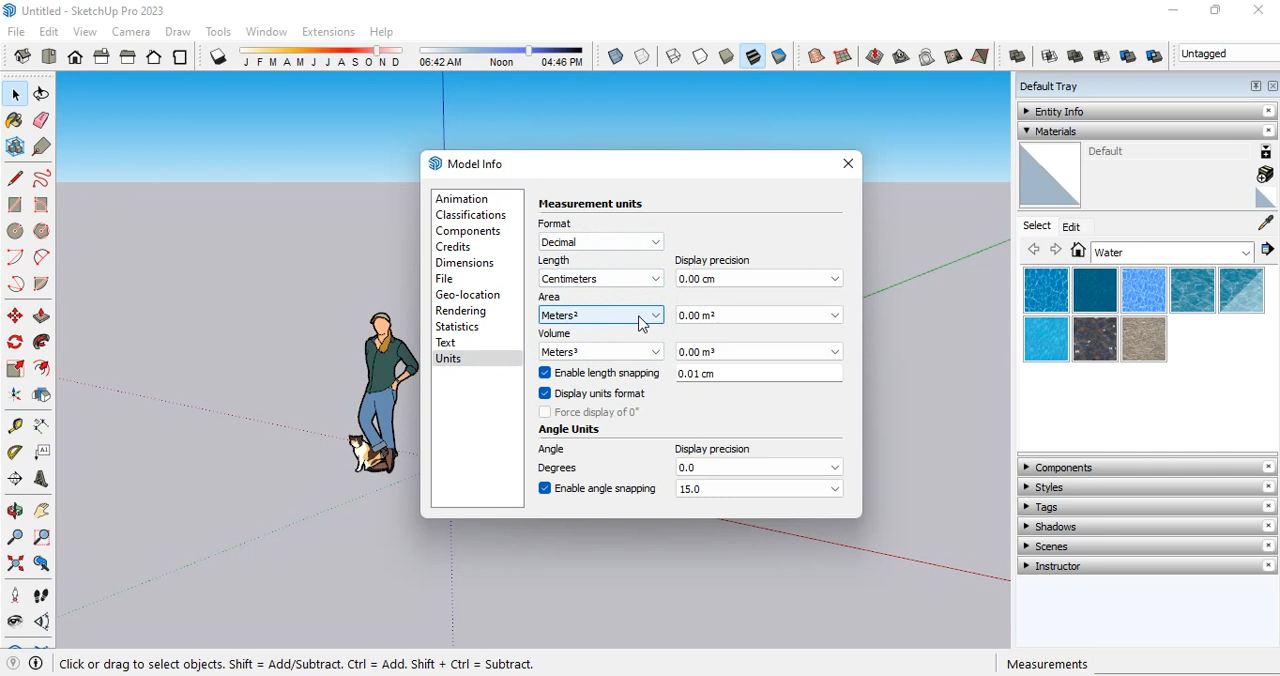 Untitled - SketchUp Pro 2023
File Edit View Camera Draw Tools Window Extensions Help
J F M A M J J A S O N D 06:42 AM Noon 04:46 PM Untagged
Default Tray
Entity Info
Materials
Default
Select Edit
Water
Components
Styles
Tags
Shadows
Scenes
Instructor
Model Info
Animation
Classifications
Components
Credits
Dimensions
File
Geo-location
Rendering
Statistics
Text
Units
Measurement units
Format
Decimal
Length Display precision
Centimeters 0.00 cm
Area
Meters² 0.00 m²
Volume
Meters³ 0.00 m³
Enable length snapping 0.01 cm
Display units format
Force display of 0"
Angle Units
Angle Display precision
Degrees 0.0
Enable angle snapping 15.0
Click or drag to select objects. Shift = Add/Subtract. Ctrl = Add. Shift + Ctrl = Subtract.
Measurements